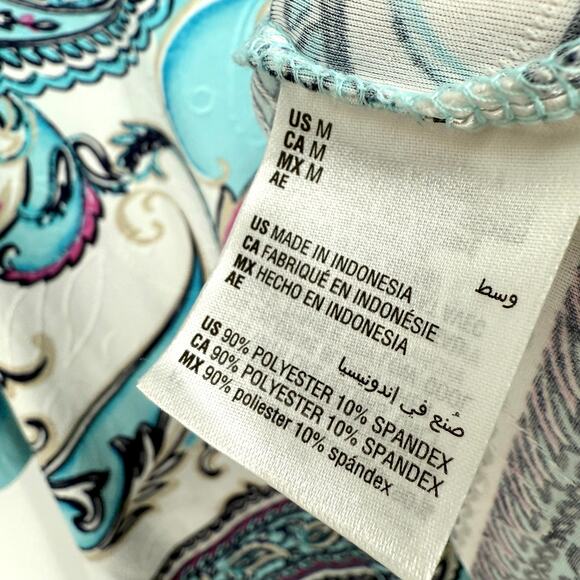 US M
CA M
MX M
AE وسط
US MADE IN INDONESIA
CA FABRIQUÉ EN INDONÉSIE
MX HECHO EN INDONESIA
AE صُنع في إندونيسيا
US 90% POLYESTER 10% SPANDEX
CA 90% POLYESTER 10% SPANDEX
MX 90% poliester 10% spándex